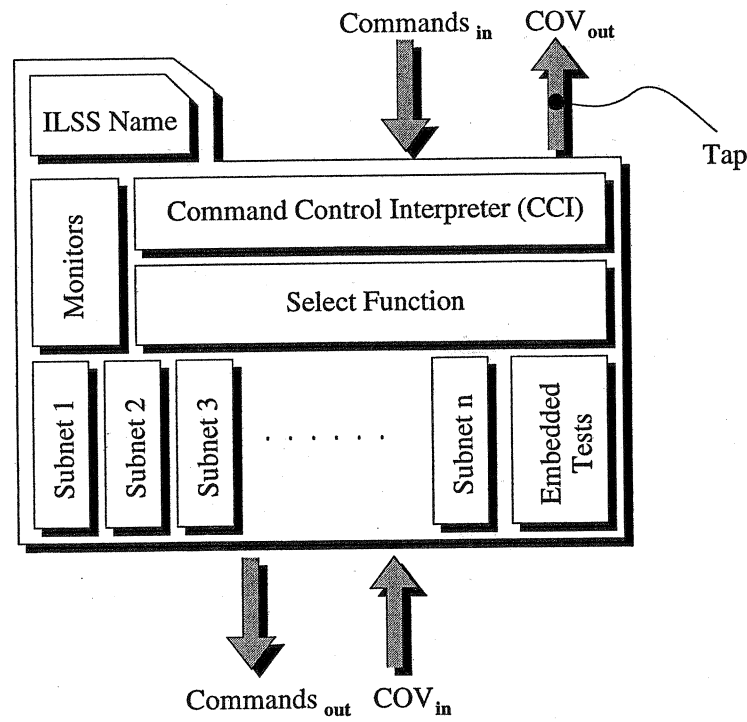 Commands in
COV out
Tap
ILSS Name
Monitors
Command Control Interpreter (CCI)
Select Function
Subnet 1
Subnet 2
Subnet 3
. . . . . .
Subnet n
Embedded
Tests
Commands out
COV in